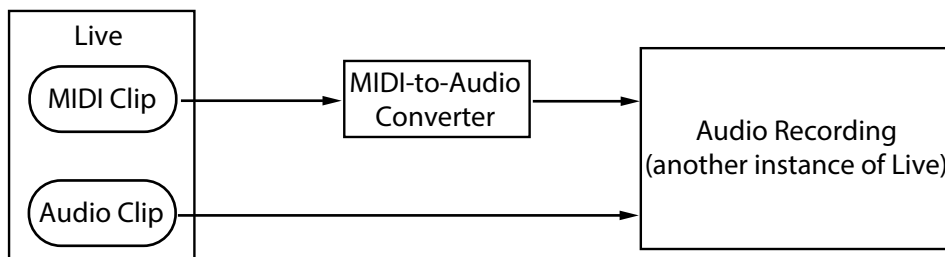 Live
MIDI Clip
MIDI-to-Audio
Converter
Audio Recording
(another instance of Live)
Audio Clip